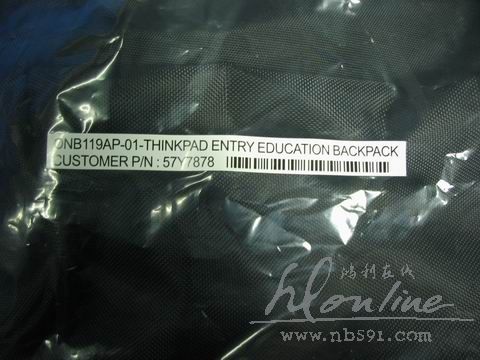 ONB119AP-01-THINKPAD ENTRY EDUCATION BACKPACK
CUSTOMER P/N : 57Y7878
鸿利在线
hlonline
www.nb591.com